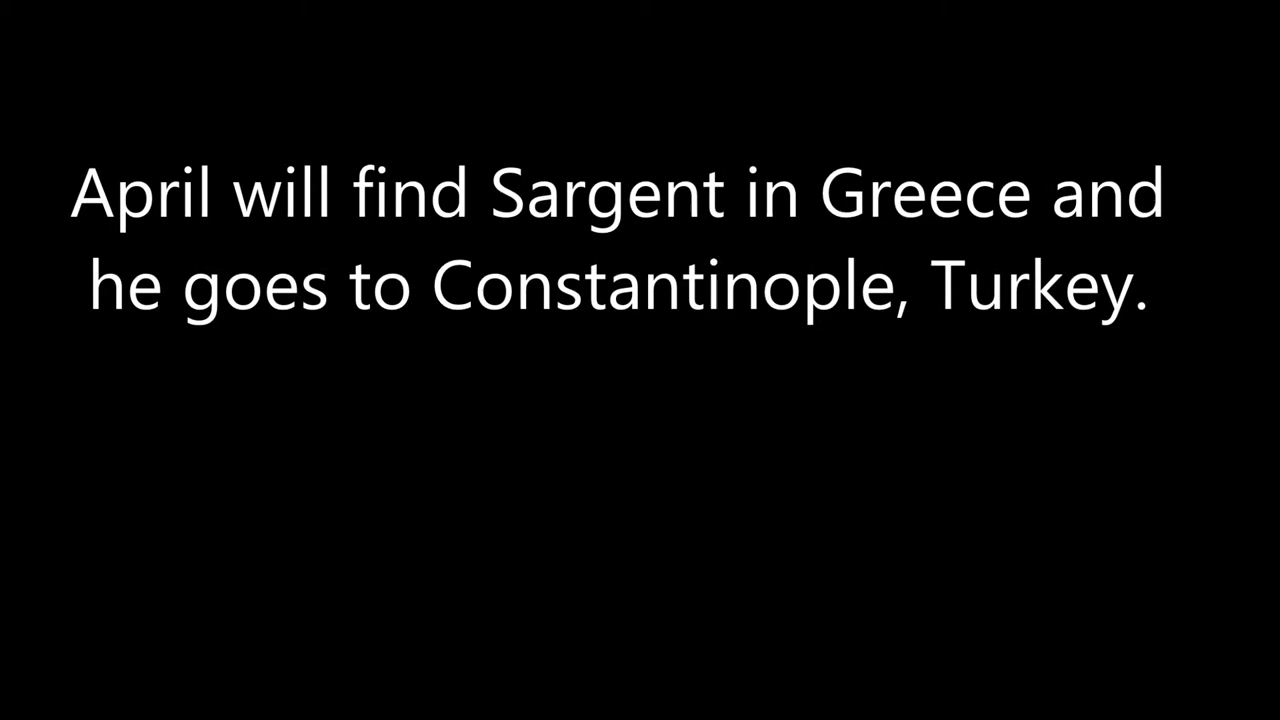 April will find Sargent in Greece and
he goes to Constantinople, Turkey.